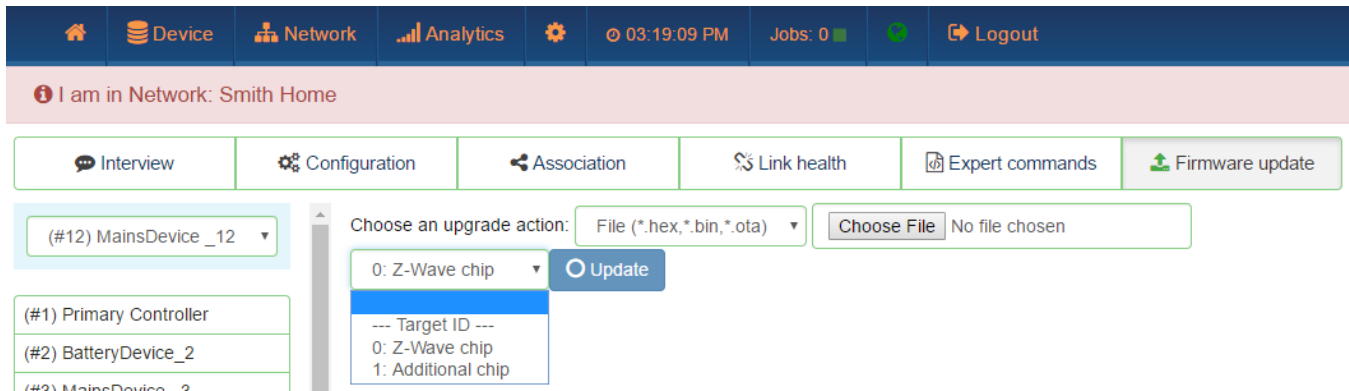 Device Network Analytics 03:19:09 PM Jobs: 0 Logout
I am in Network: Smith Home
Interview Configuration Association Link health Expert commands Firmware update
(#12) MainsDevice _12 Choose an upgrade action: File (*.hex,*.bin,*.ota) Choose File No file chosen
0: Z-Wave chip Update
(#1) Primary Controller
(#2) BatteryDevice_2
(#3) MainsDevice _3
--- Target ID ---
0: Z-Wave chip
1: Additional chip